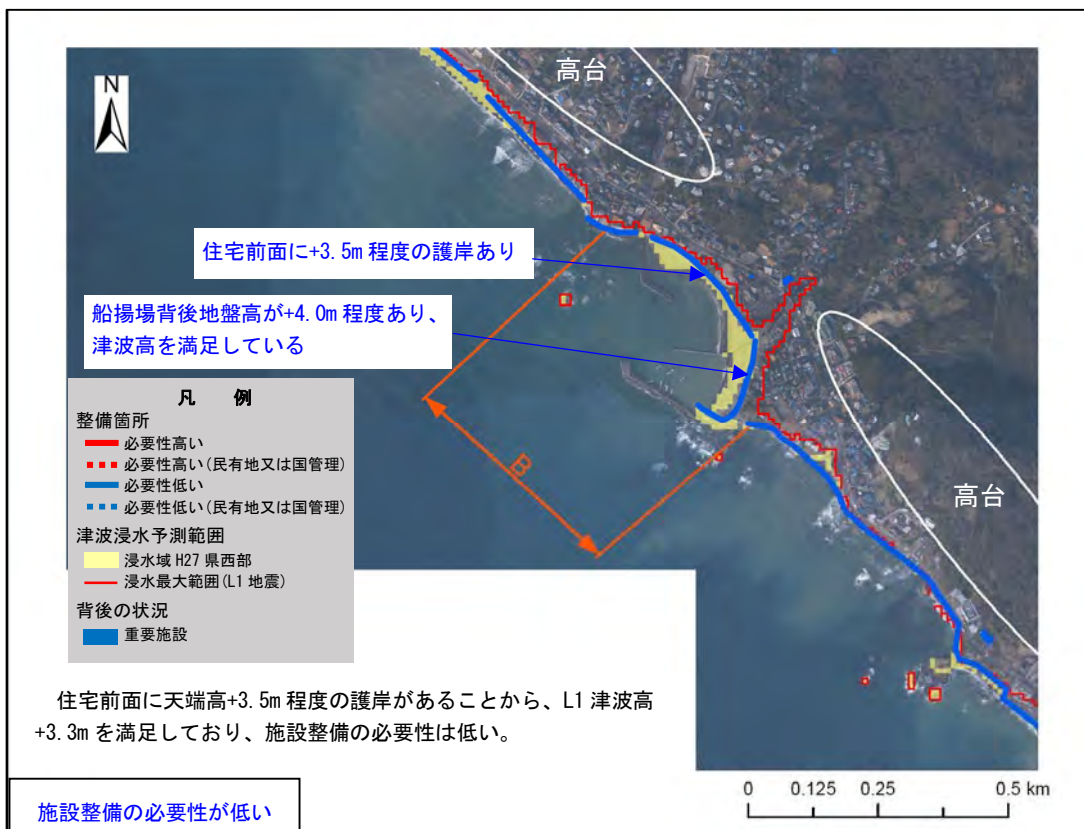 高台
N
住宅前面に+3.5m 程度の護岸あり
船揚場背後地盤高が+4.0m 程度あり、
津波高を満足している
凡 例
整備箇所
必要性高い
必要性高い(民有地又は国管理)
必要性低い
必要性低い(民有地又は国管理)
津波浸水予測範囲
浸水域 H27 県西部
浸水最大範囲(L1 地震)
背後の状況
重要施設
B
高台
住宅前面に天端高+3.5m 程度の護岸があることから、L1 津波高
+3.3m を満足しており、施設整備の必要性は低い。
施設整備の必要性が低い
0 0.125 0.25 0.5 km